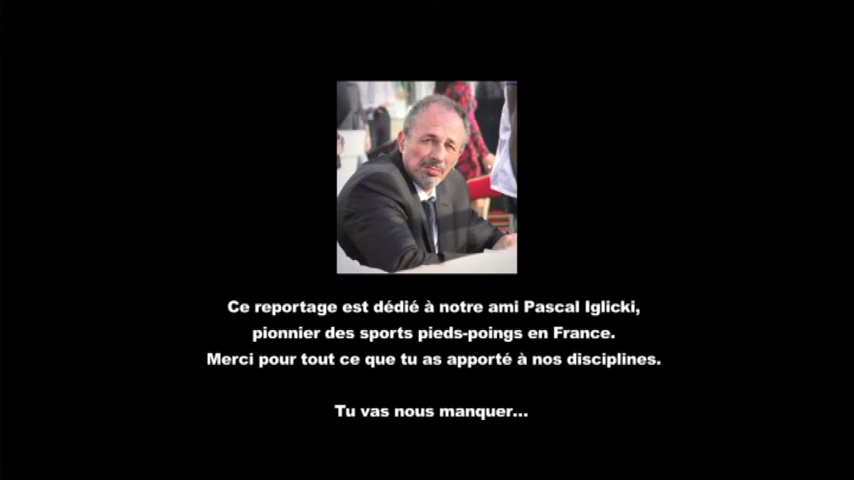 Ce reportage est dédié à notre ami Pascal Iglicki,
pionnier des sports pieds-poings en France.
Merci pour tout ce que tu as apporté à nos disciplines.
Tu vas nous manquer...